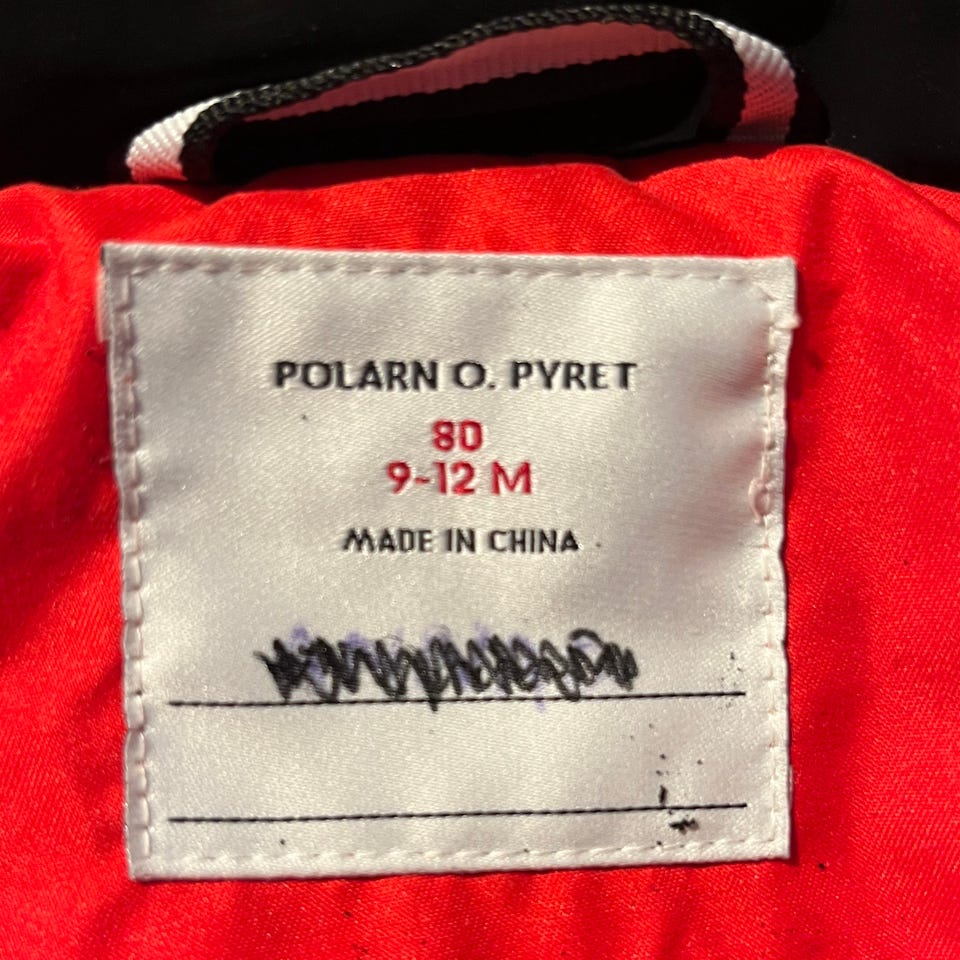 POLARN O. PYRET
80
9-12 M
MADE IN CHINA